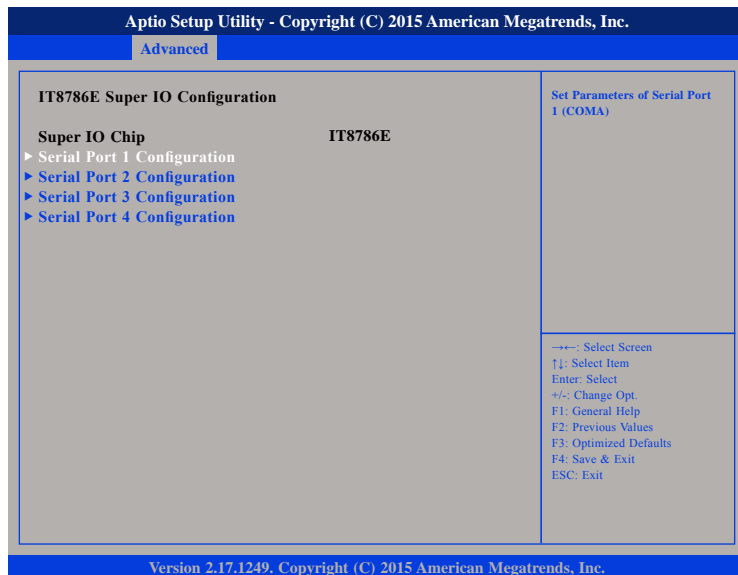 Aptio Setup Utility - Copyright (C) 2015 American Megatrends, Inc.
Advanced
IT8786E Super IO Configuration
Super IO Chip IT8786E
▶ Serial Port 1 Configuration
▶ Serial Port 2 Configuration
▶ Serial Port 3 Configuration
▶ Serial Port 4 Configuration
Set Parameters of Serial Port
1 (COMA)
→←: Select Screen
↑↓: Select Item
Enter: Select
+/-: Change Opt.
F1: General Help
F2: Previous Values
F3: Optimized Defaults
F4: Save & Exit
ESC: Exit
Version 2.17.1249. Copyright (C) 2015 American Megatrends, Inc.